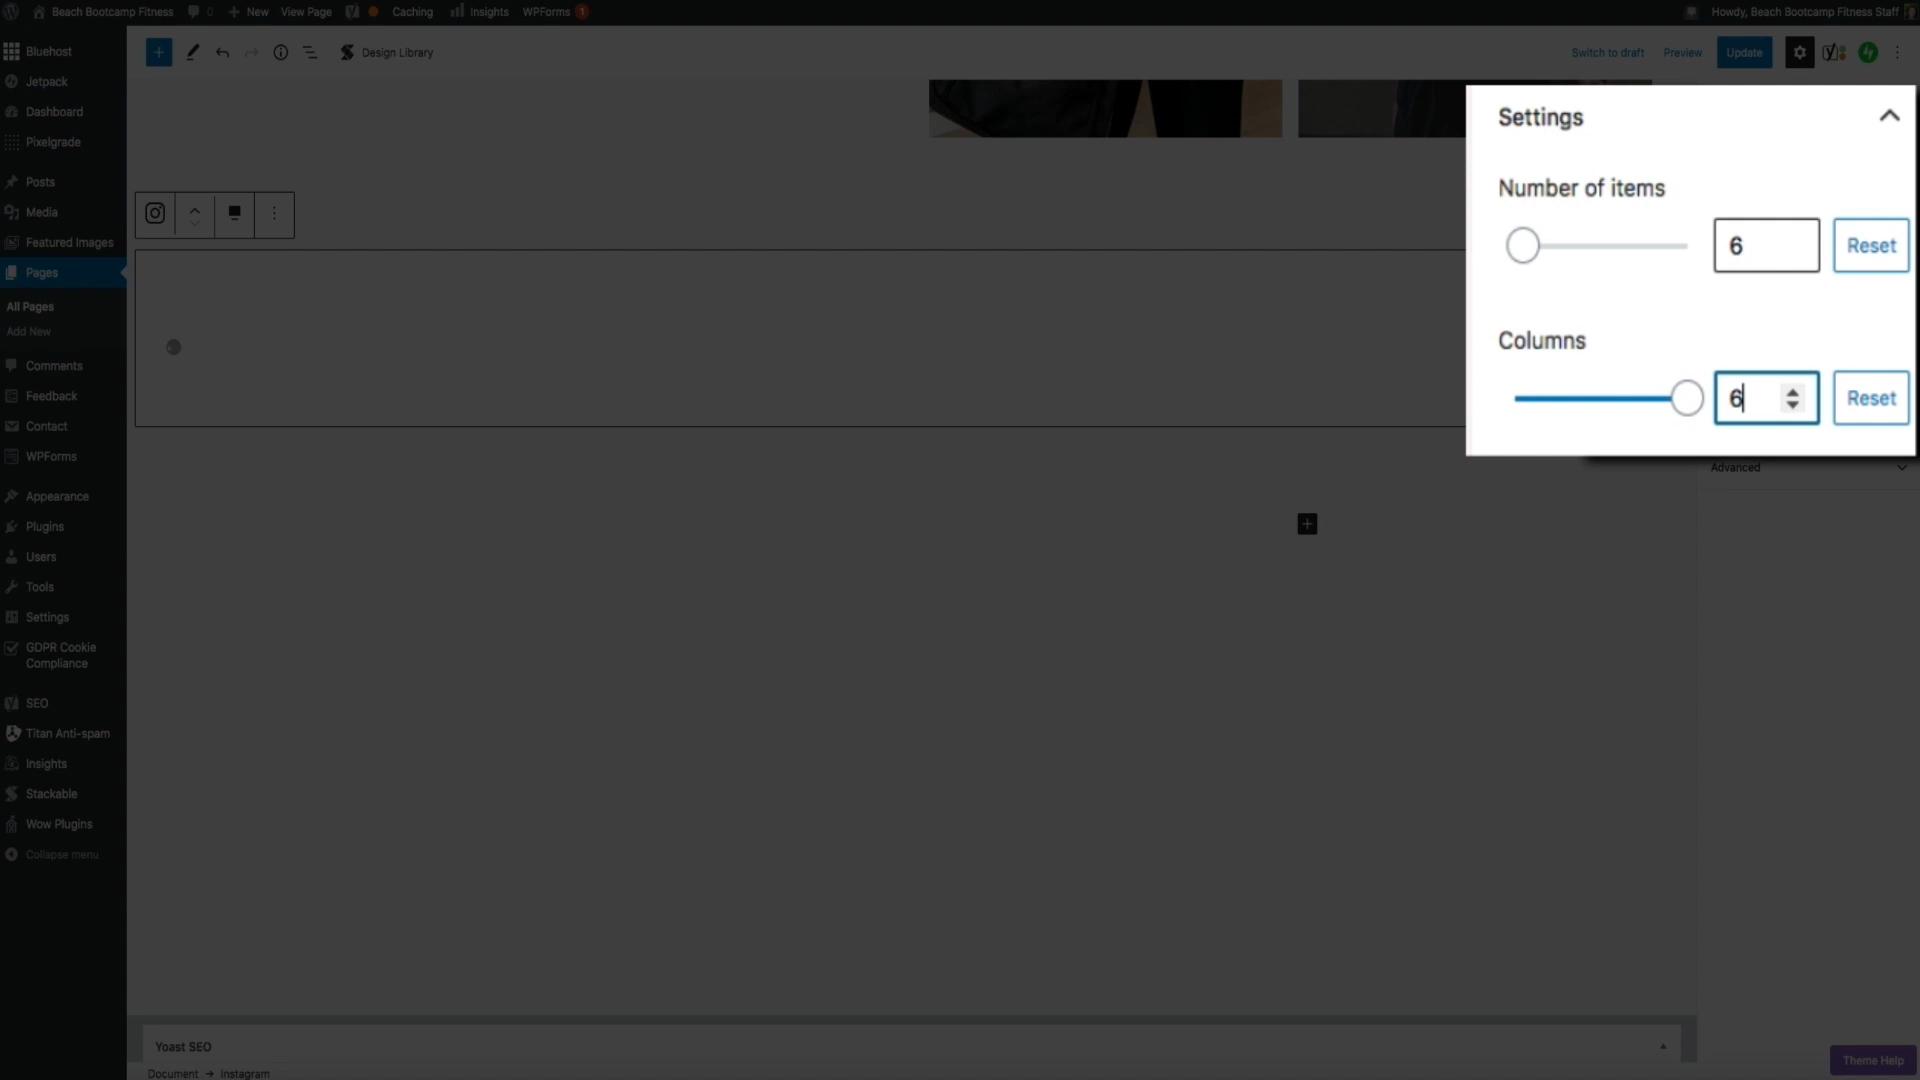 Beach Bootcamp Fitness 0 New View Page Caching Insights WPForms 1 Howdy, Beach Bootcamp Fitness Staff
Design Library Switch to draft Preview Update
Bluehost
Jetpack
Dashboard
Pixelgrade
Posts
Media
Featured Images
Pages
All Pages
Add New
Comments
Feedback
Contact
WPForms
Appearance
Plugins
Users
Tools
Settings
GDPR Cookie
Compliance
SEO
Titan Anti-spam
Insights
Stackable
Wow Plugins
Collapse menu
Settings
Number of items
6 Reset
Columns
6 Reset
Advanced
Yoast SEO
Document → Instagram
Theme Help